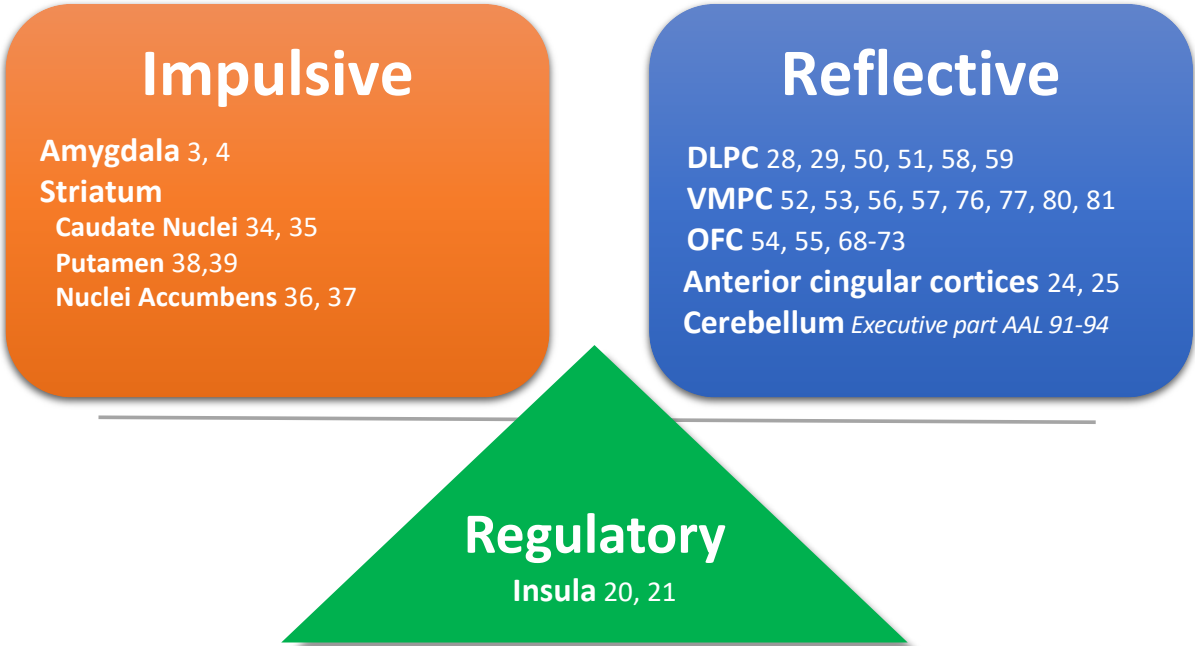 Impulsive
Amygdala 3, 4
Striatum
Caudate Nuclei 34, 35
Putamen 38,39
Nuclei Accumbens 36, 37
Reflective
DLPC 28, 29, 50, 51, 58, 59
VMPC 52, 53, 56, 57, 76, 77, 80, 81
OFC 54, 55, 68-73
Anterior cingular cortices 24, 25
Cerebellum Executive part AAL 91-94
Regulatory
Insula 20, 21